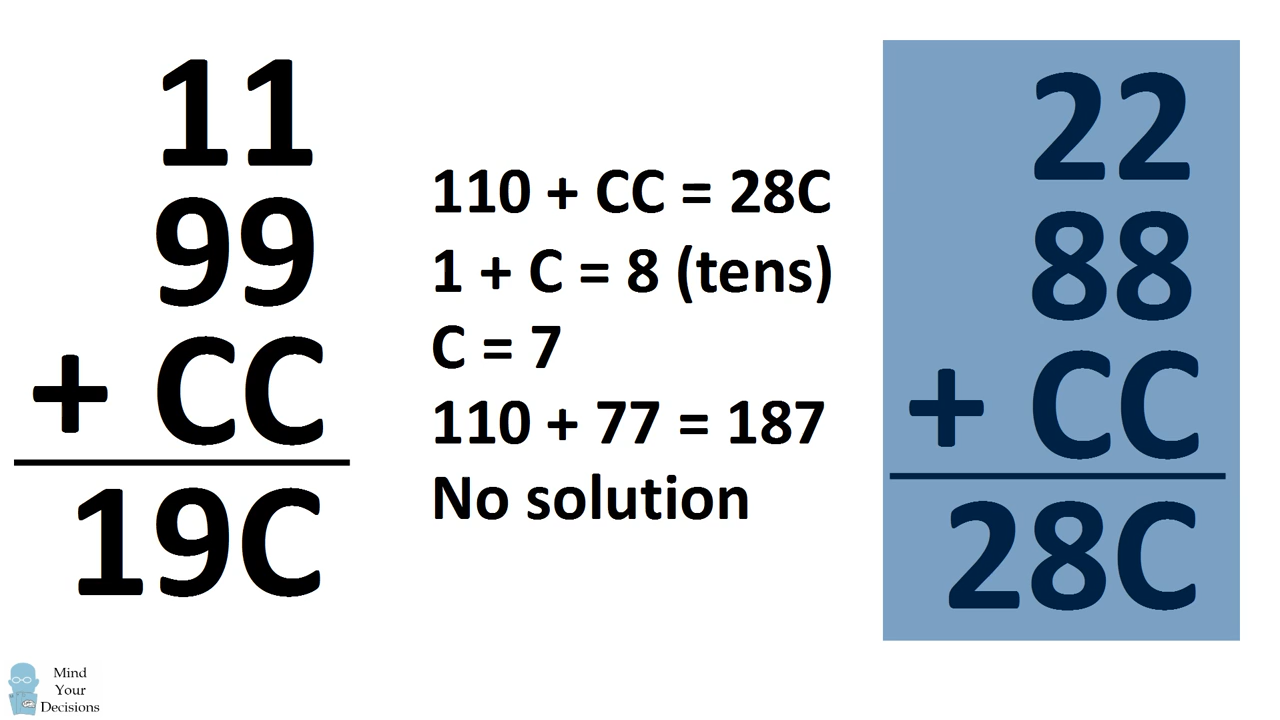 11
99
+ CC
19C
110 + CC = 28C
1 + C = 8 (tens)
C = 7
110 + 77 = 187
No solution
22
88
+ CC
28C
Mind
Your
Decisions